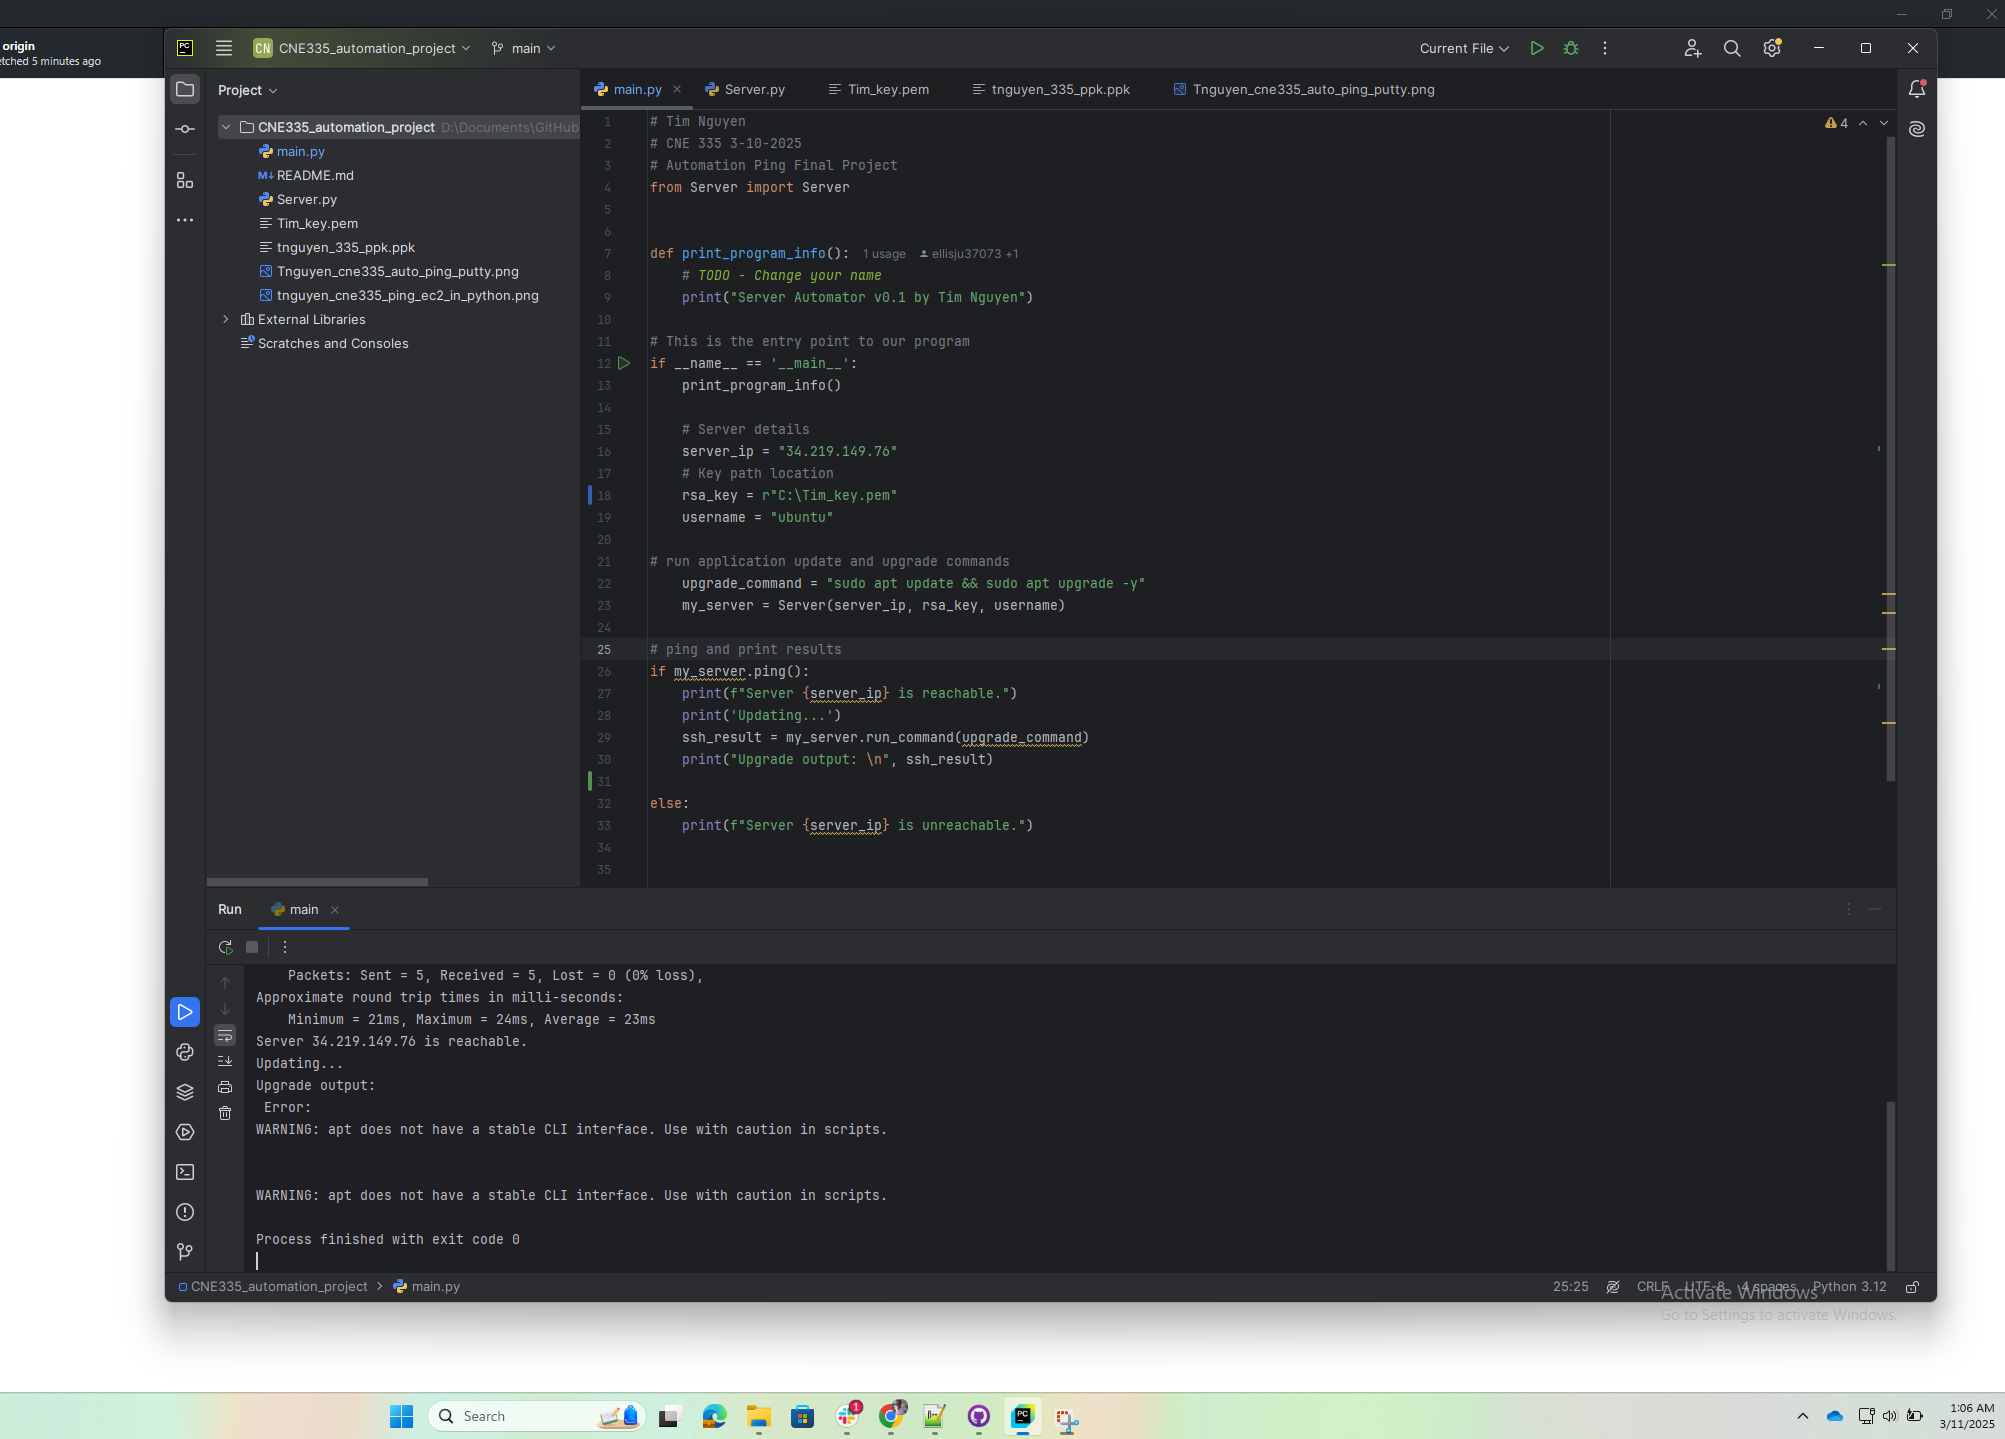 origin
etched 5 minutes ago
PC
CN CNE335_automation_project
main
Current File
Project
main.py
Server.py
Tim_key.pem
tnguyen_335_ppk.ppk
Tnguyen_cne335_auto_ping_putty.png
CNE335_automation_project D:\Documents\GitHub
main.py
README.md
Server.py
Tim_key.pem
tnguyen_335_ppk.ppk
Tnguyen_cne335_auto_ping_putty.png
tnguyen_cne335_ping_ec2_in_python.png
External Libraries
Scratches and Consoles
4
1 # Tim Nguyen
2 # CNE 335 3-10-2025
3 # Automation Ping Final Project
4 from Server import Server
5
6
7 def print_program_info(): 1 usage ellisju37073 +1
8 # TODO - Change your name
9 print("Server Automator v0.1 by Tim Nguyen")
10
11 # This is the entry point to our program
12 if __name__ == '__main__':
13 print_program_info()
14
15 # Server details
16 server_ip = "34.219.149.76"
17 # Key path location
18 rsa_key = r"C:\Tim_key.pem"
19 username = "ubuntu"
20
21 # run application update and upgrade commands
22 upgrade_command = "sudo apt update && sudo apt upgrade -y"
23 my_server = Server(server_ip, rsa_key, username)
24
25 # ping and print results
26 if my_server.ping():
27 print(f"Server {server_ip} is reachable.")
28 print('Updating...')
29 ssh_result = my_server.run_command(upgrade_command)
30 print("Upgrade output: \n", ssh_result)
31
32 else:
33 print(f"Server {server_ip} is unreachable.")
34
35
Run
main
Packets: Sent = 5, Received = 5, Lost = 0 (0% loss),
Approximate round trip times in milli-seconds:
Minimum = 21ms, Maximum = 24ms, Average = 23ms
Server 34.219.149.76 is reachable.
Updating...
Upgrade output:
Error:
WARNING: apt does not have a stable CLI interface. Use with caution in scripts.
WARNING: apt does not have a stable CLI interface. Use with caution in scripts.
Process finished with exit code 0
CNE335_automation_project > main.py
25:25 CRLF UTF-8 4 spaces Python 3.12
Activate Windows
Go to Settings to activate Windows.
Search
1
PC
1:06 AM
3/11/2025